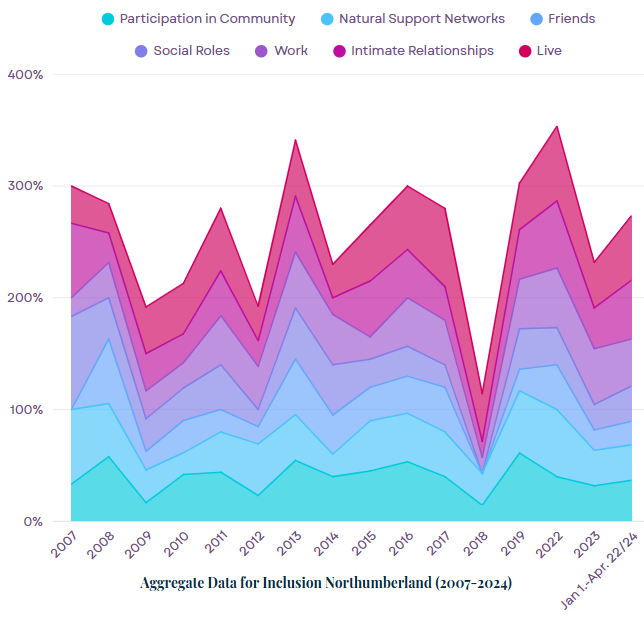 Participation in Community Natural Support Networks Friends
Social Roles Work Intimate Relationships Live
400%
300%
200%
100%
0%
2007 2008 2009 2010 2011 2012 2013 2014 2015 2016 2017 2018 2019 2022 2023 Jan 1.-Apr. 22/24
Aggregate Data for Inclusion Northumberland (2007-2024)